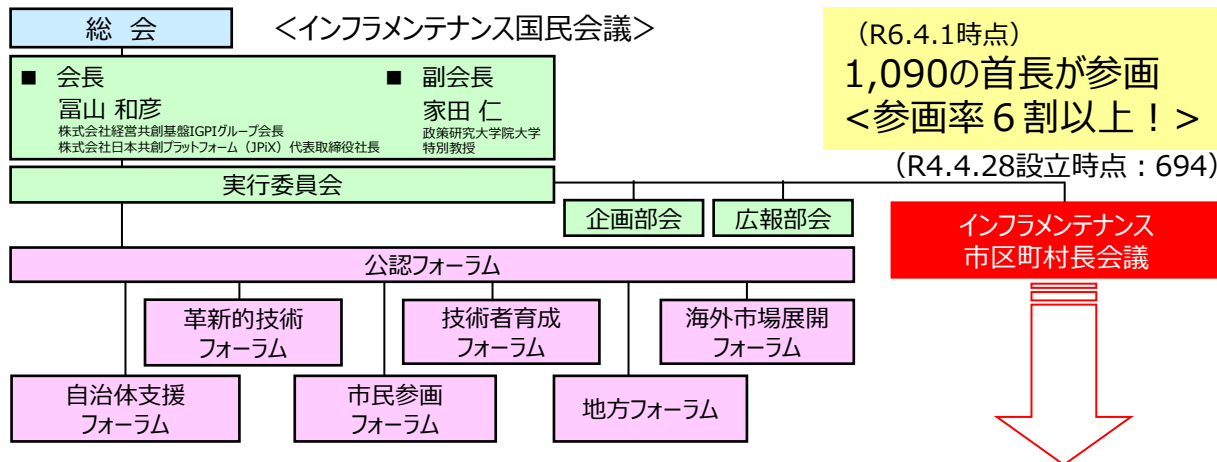 総 会
＜インフラメンテナンス国民会議＞
（R6.4.1時点）
1,090の首長が参画
＜参画率６割以上！＞
（R4.4.28設立時点：694）
■ 会長
冨山 和彦
株式会社経営共創基盤IGPIグループ会長
株式会社日本共創プラットフォーム（JPiX）代表取締役社長
■ 副会長
家田 仁
政策研究大学院大学
特別教授
実行委員会
企画部会
広報部会
インフラメンテナンス
市区町村長会議
公認フォーラム
革新的技術
フォーラム
技術者育成
フォーラム
海外市場展開
フォーラム
自治体支援
フォーラム
市民参画
フォーラム
地方フォーラム